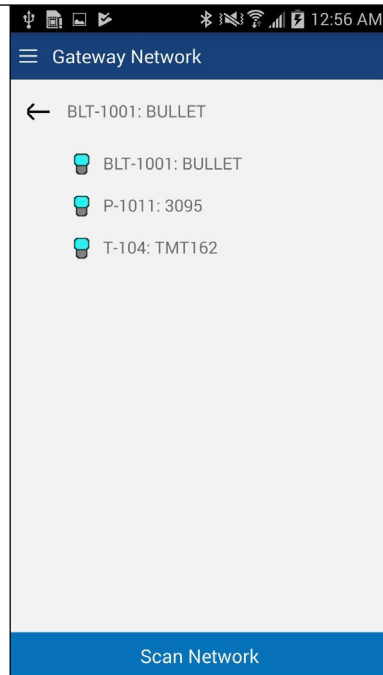 12:56 AM
Gateway Network
BLT-1001: BULLET
BLT-1001: BULLET
P-1011: 3095
T-104: TMT162
Scan Network